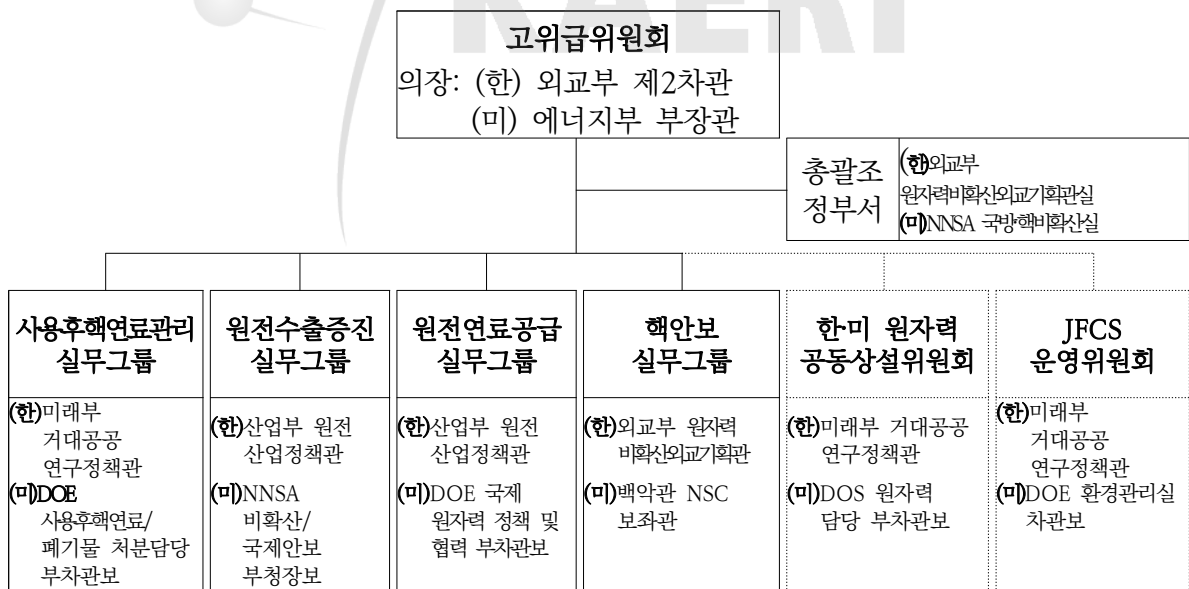 KAERI
고위급위원회
의장: (한) 외교부 제2차관
(미) 에너지부 부장관
총괄조
정부서
(한)외교부
원자력비확산외교기획관실
(미)NNSA 국방·핵비확산실
사용후핵연료관리
실무그룹
(한)미래부
거대공공
연구정책관
(미)DOE
사용후핵연료/
폐기물 처분담당
부차관보
원전수출증진
실무그룹
(한)산업부 원전
산업정책관
(미)NNSA
비확산/
국제안보
부청장보
원전연료공급
실무그룹
(한)산업부 원전
산업정책관
(미)DOE 국제
원자력 정책 및
협력 부차관보
핵안보
실무그룹
(한)외교부 원자력
비확산외교기획관
(미)백악관 NSC
보좌관
한·미 원자력
공동상설위원회
(한)미래부 거대공공
연구정책관
(미)DOS 원자력
담당 부차관보
JFCS
운영위원회
(한)미래부
거대공공
연구정책관
(미)DOE 환경관리실
차관보